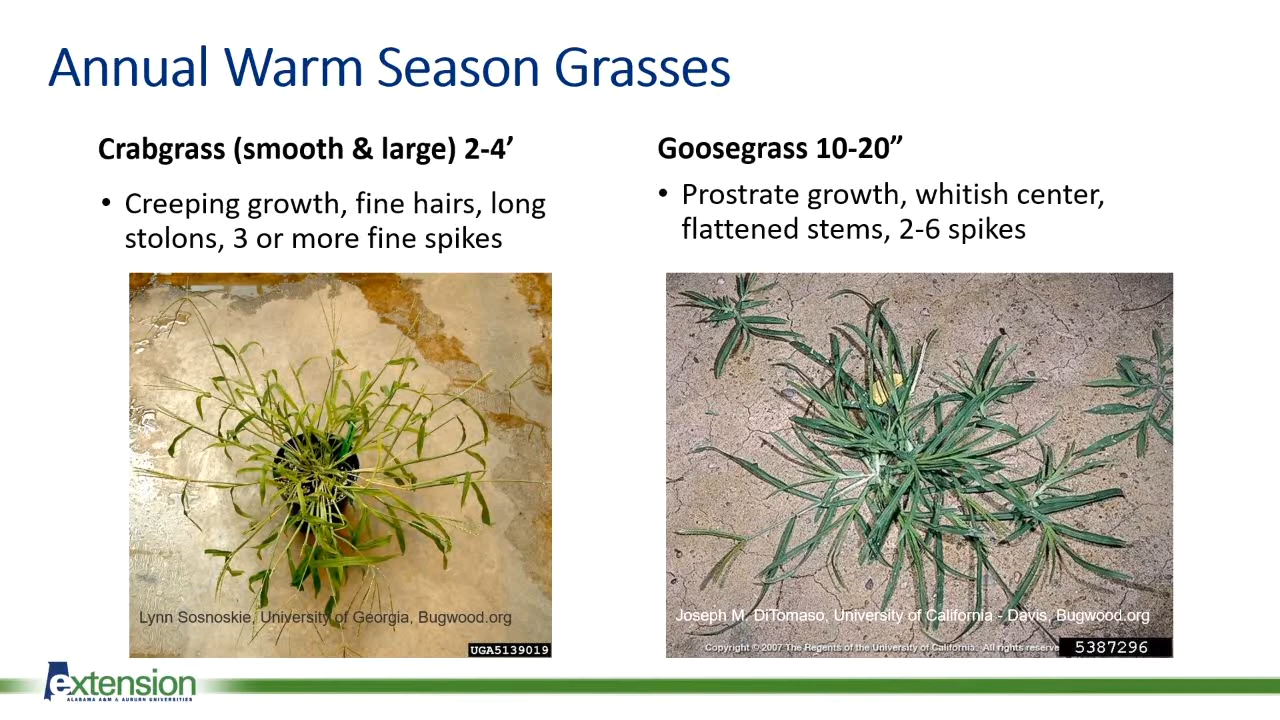 Annual Warm Season Grasses
Crabgrass (smooth & large) 2-4’
• Creeping growth, fine hairs, long
stolons, 3 or more fine spikes
Goosegrass 10-20”
• Prostrate growth, whitish center,
flattened stems, 2-6 spikes
Lynn Sosnoskie, University of Georgia, Bugwood.org
UGA5139019
Joseph M. DiTomaso, University of California - Davis, Bugwood.org
Copyright © 2007 The Regents of the University of California. All rights reserve
5387296
extension
ALABAMA A&M & AUBURN UNIVERSITIES